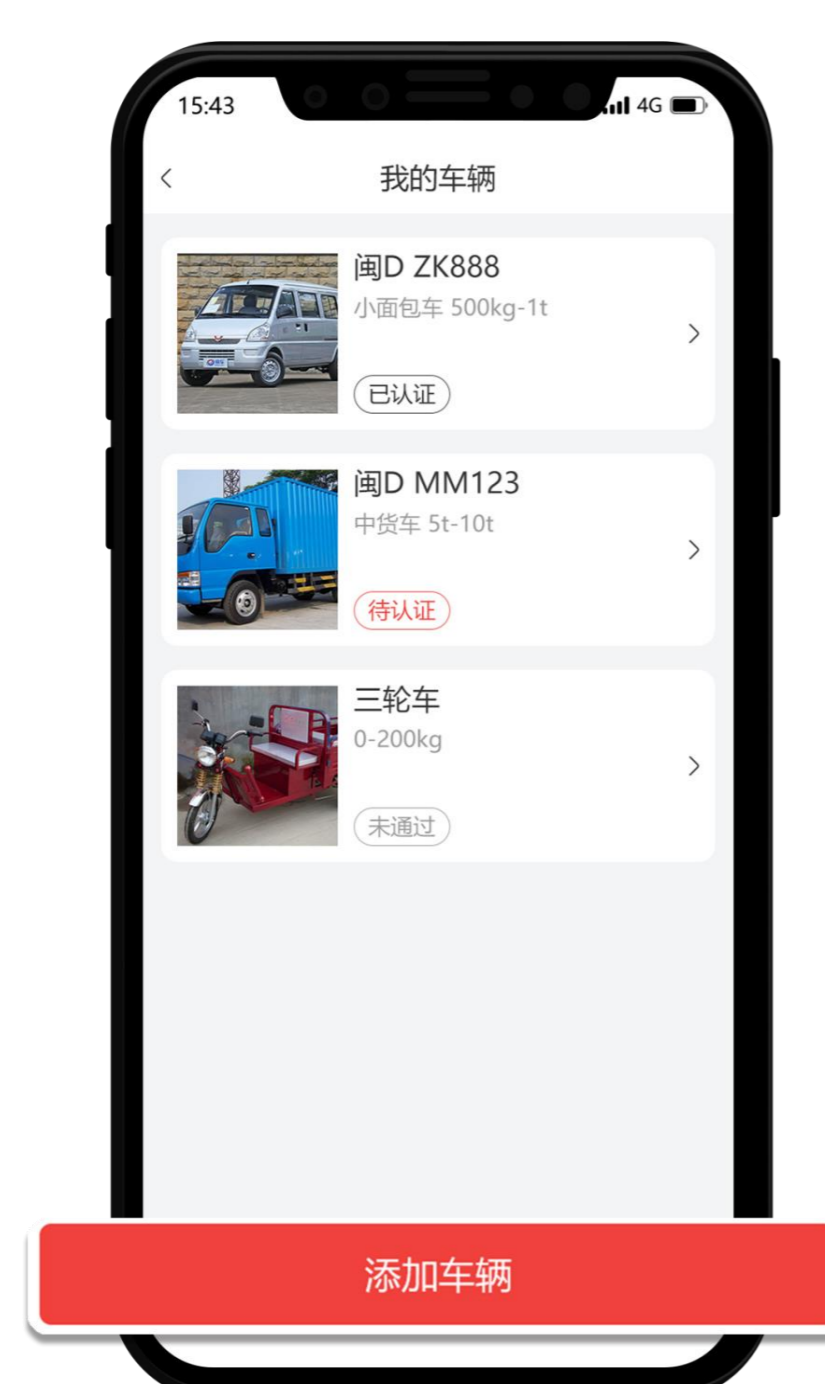 15:43
4G
我的车辆
闽D ZK888
小面包车 500kg-1t
已认证
闽D MM123
中货车 5t-10t
待认证
三轮车
0-200kg
未通过
添加车辆